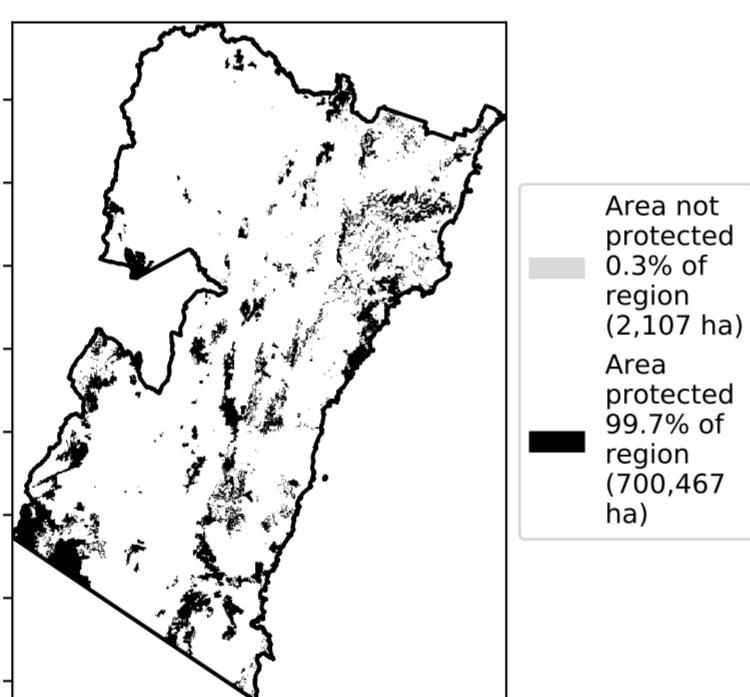 Area not
protected
0.3% of
region
(2,107 ha)
Area
protected
99.7% of
region
(700,467
ha)